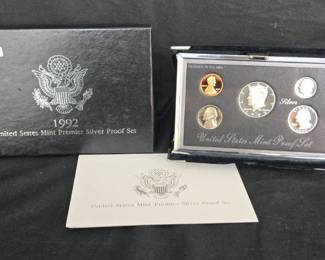 1992
United States Mint Premier Silver Proof Set
Silver
United States Mint Proof Set
United States Mint Premier Silver Proof Set